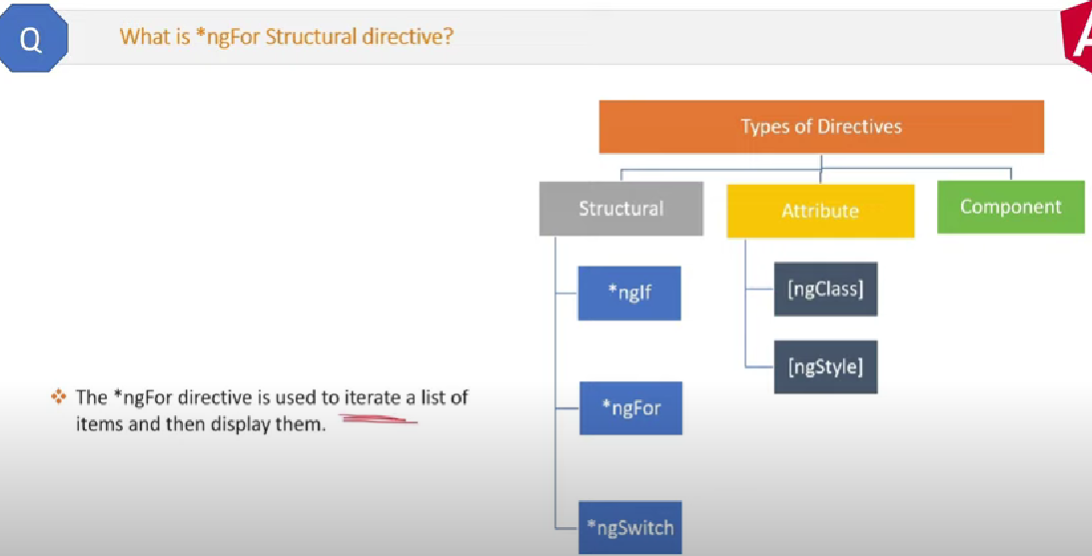 Q
What is *ngFor Structural directive?
Types of Directives
Structural
Attribute
Component
*ngIf
[ngClass]
[ngStyle]
*ngFor
*ngSwitch
The *ngFor directive is used to iterate a list of
items and then display them.